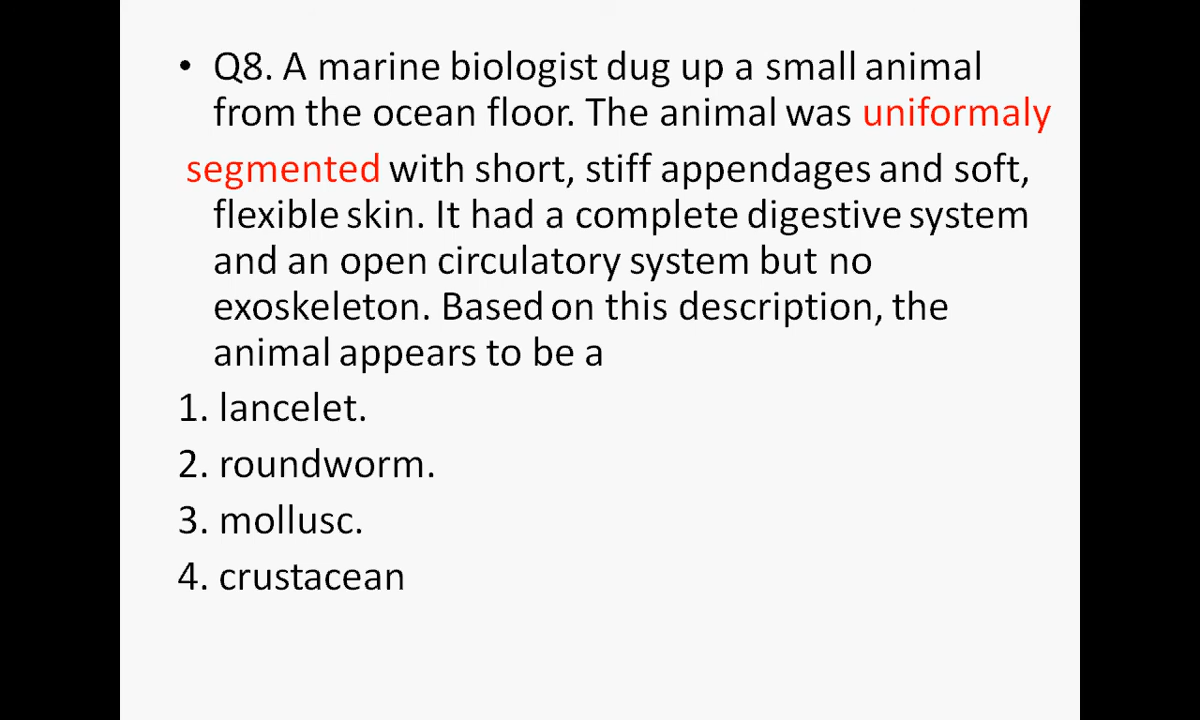 • Q8. A marine biologist dug up a small animal
from the ocean floor. The animal was uniformaly
segmented with short, stiff appendages and soft,
flexible skin. It had a complete digestive system
and an open circulatory system but no
exoskeleton. Based on this description, the
animal appears to be a
1. lancelet.
2. roundworm.
3. mollusc.
4. crustacean